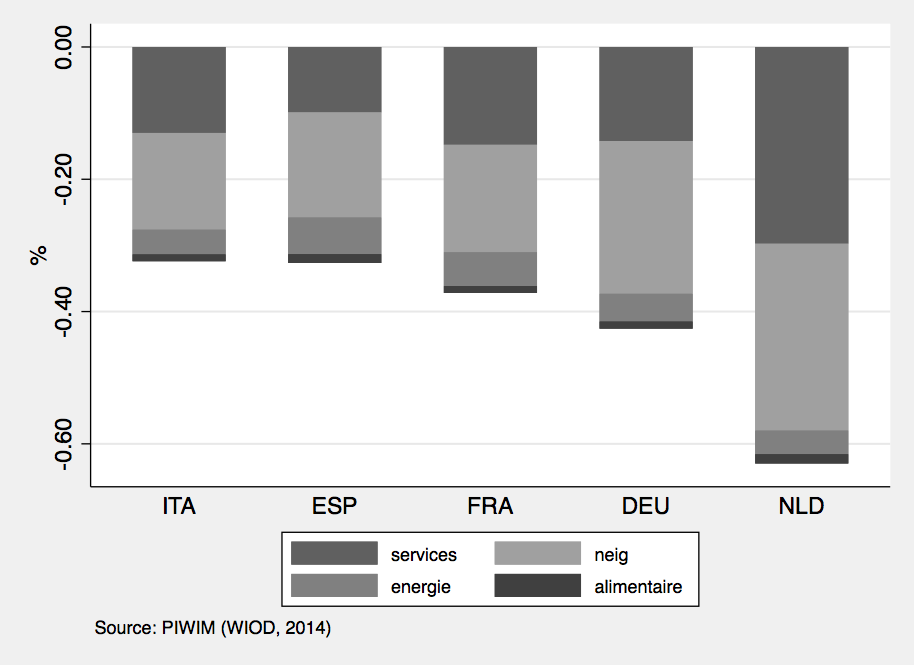 0.00
-0.20
-0.40
-0.60
%
ITA ESP FRA DEU NLD
services neig
energie alimentaire
Source: PIWIM (WIOD, 2014)